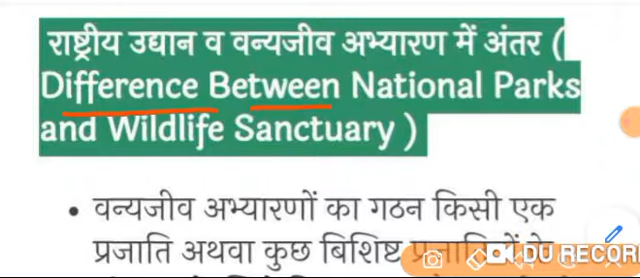 राष्ट्रीय उद्यान व वन्यजीव अभ्यारण में अंतर (
Difference Between National Parks
and Wildlife Sanctuary )
• वन्यजीव अभ्यारणों का गठन किसी एक
प्रजाति अथवा कुछ बिशिष्ट
DU RECOR